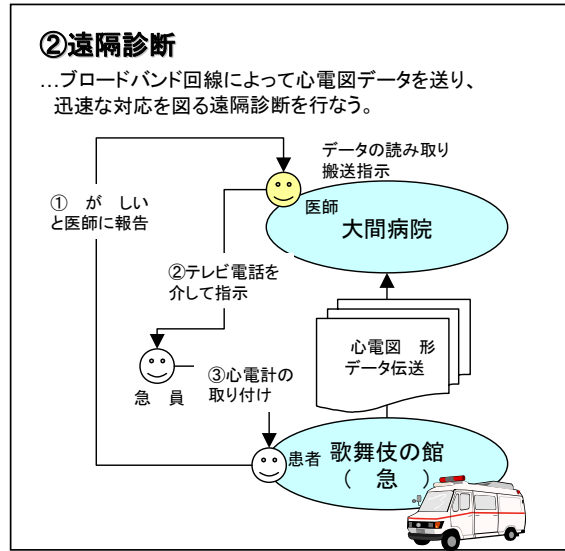 ②遠隔診断
…ブロードバンド回線によって心電図データを送り、
迅速な対応を図る遠隔診断を行なう。
データの読み取り
搬送指示
医師
大間病院
① が しい
と医師に報告
②テレビ電話を
介して指示
心電図 形
データ伝送
急 員
③心電計の
取り付け
患者
歌舞伎の館
( 急 )